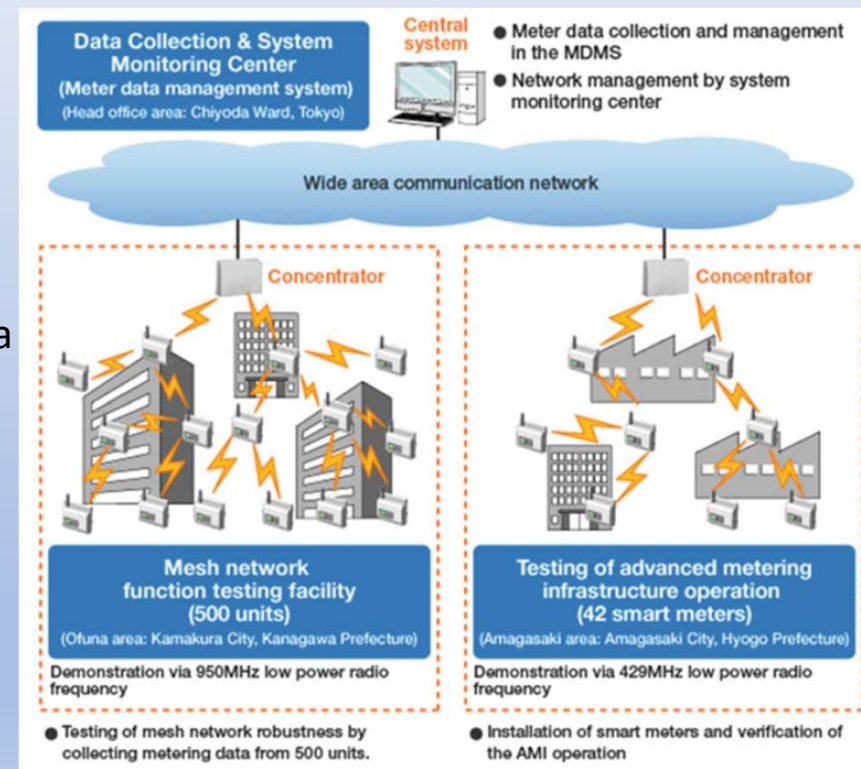 Data Collection & System
Monitoring Center
(Meter data management system)
(Head office area: Chiyoda Ward, Tokyo)
Central
system
● Meter data collection and management
in the MDMS
● Network management by system
monitoring center
Wide area communication network
a
Concentrator
Concentrator
Mesh network
function testing facility
(500 units)
(Ofuna area: Kamakura City, Kanagawa Prefecture)
Demonstration via 950MHz low power radio
frequency
● Testing of mesh network robustness by
collecting metering data from 500 units.
Testing of advanced metering
infrastructure operation
(42 smart meters)
(Amagasaki area: Amagasaki City, Hyogo Prefecture)
Demonstration via 429MHz low power radio
frequency
● Installation of smart meters and verification of
the AMI operation